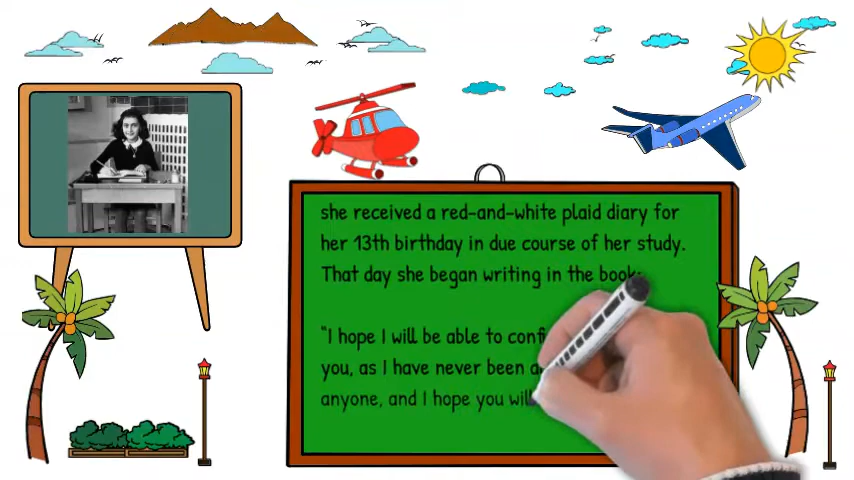 she received a red-and-white plaid diary for
her 13th birthday in due course of her study.
That day she began writing in the book:
"I hope I will be able to
you, as I have never been
anyone, and I hope you will